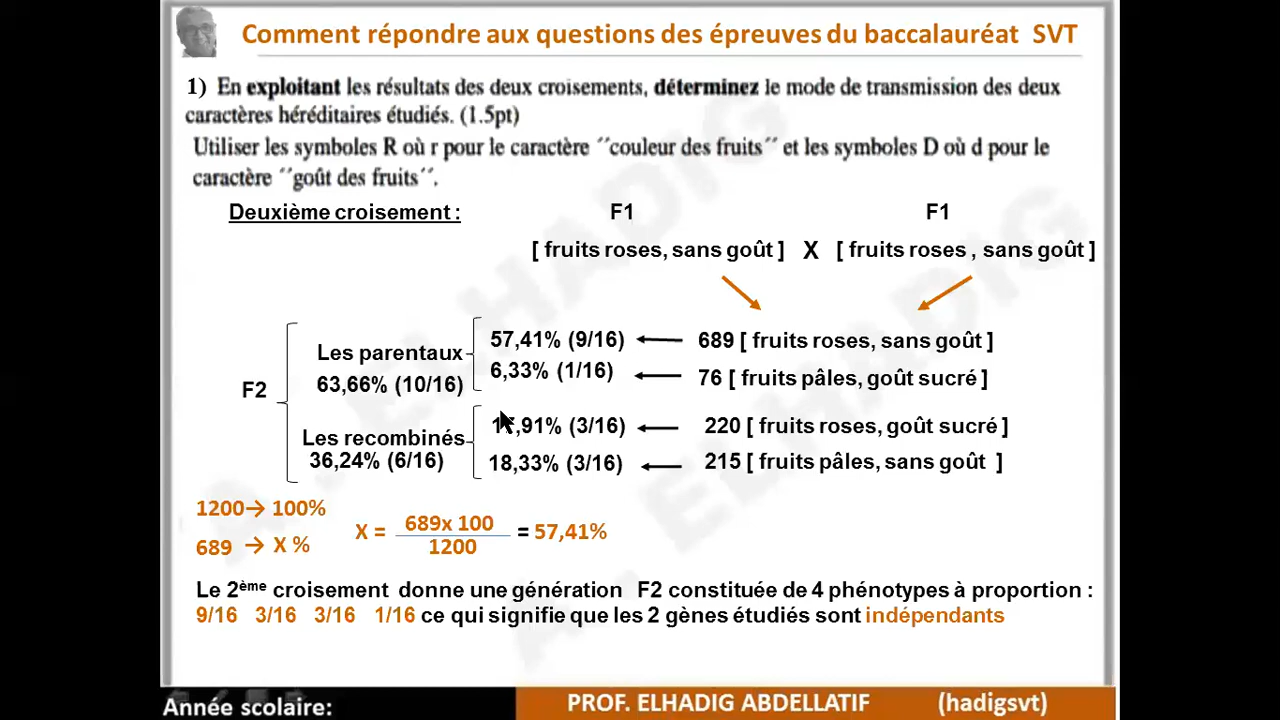 Comment répondre aux questions des épreuves du baccalauréat SVT
1) En exploitant les résultats des deux croisements, déterminez le mode de transmission des deux
caractères héréditaires étudiés. (1.5pt)
Utiliser les symboles R où r pour le caractère ´´couleur des fruits´´ et les symboles D où d pour le
caractère ´´goût des fruits´´.
Deuxième croisement : F1 F1
[ fruits roses, sans goût ] X [ fruits roses , sans goût ]
57,41% (9/16) 689 [ fruits roses, sans goût ]
Les parentaux
6,33% (1/16) 76 [ fruits pâles, goût sucré ]
63,66% (10/16)
F2
,91% (3/16) 220 [ fruits roses, goût sucré ]
Les recombinés
36,24% (6/16) 18,33% (3/16) 215 [ fruits pâles, sans goût ]
1200→ 100%
689 → X %
X = 689x 100 / 1200 = 57,41%
Le 2ème croisement donne une génération F2 constituée de 4 phénotypes à proportion :
9/16 3/16 3/16 1/16 ce qui signifie que les 2 gènes étudiés sont indépendants
Année scolaire: PROF. ELHADIG ABDELLATIF (hadigsvt)
A. ELHADIG
A. ELHADIG